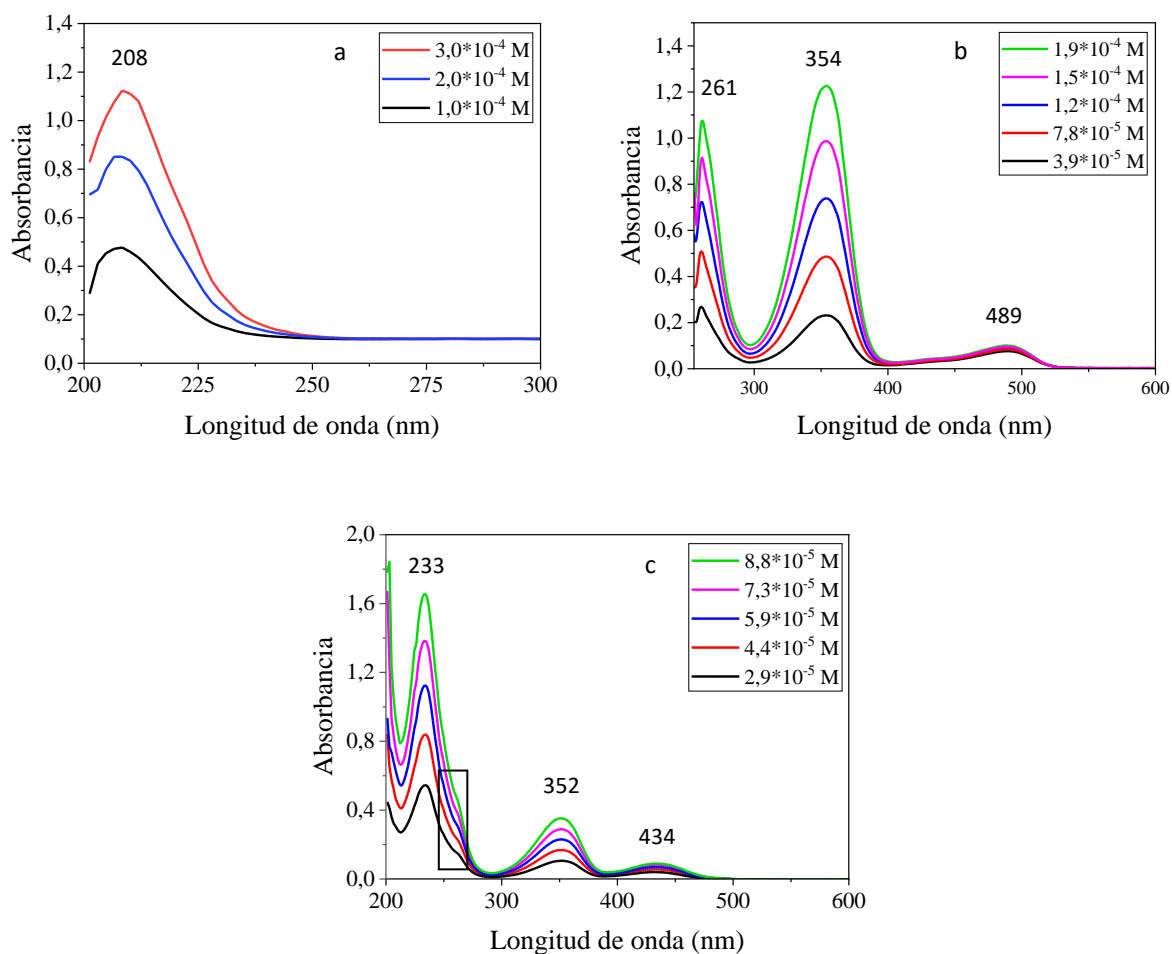 a
208
3,0*10⁻⁴ M
2,0*10⁻⁴ M
1,0*10⁻⁴ M
1,4
1,2
1,0
0,8
0,6
0,4
0,2
0,0
Absorbancia
200 225 250 275 300
Longitud de onda (nm)
b
261
354
489
1,9*10⁻⁴ M
1,5*10⁻⁴ M
1,2*10⁻⁴ M
7,8*10⁻⁵ M
3,9*10⁻⁵ M
1,4
1,2
1,0
0,8
0,6
0,4
0,2
0,0
Absorbancia
300 400 500 600
Longitud de onda (nm)
c
233
352
434
8,8*10⁻⁵ M
7,3*10⁻⁵ M
5,9*10⁻⁵ M
4,4*10⁻⁵ M
2,9*10⁻⁵ M
2,0
1,6
1,2
0,8
0,4
0,0
Absorbancia
200 300 400 500 600
Longitud de onda (nm)